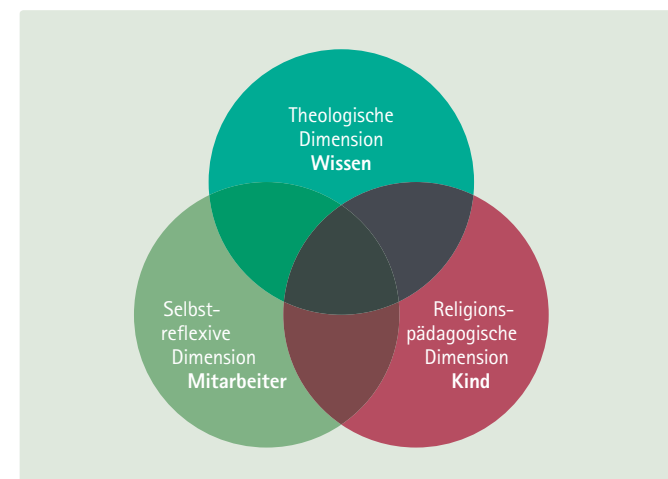 Theologische
Dimension
Wissen
Selbst-
reflexive
Dimension
Mitarbeiter
Religions-
pädagogische
Dimension
Kind